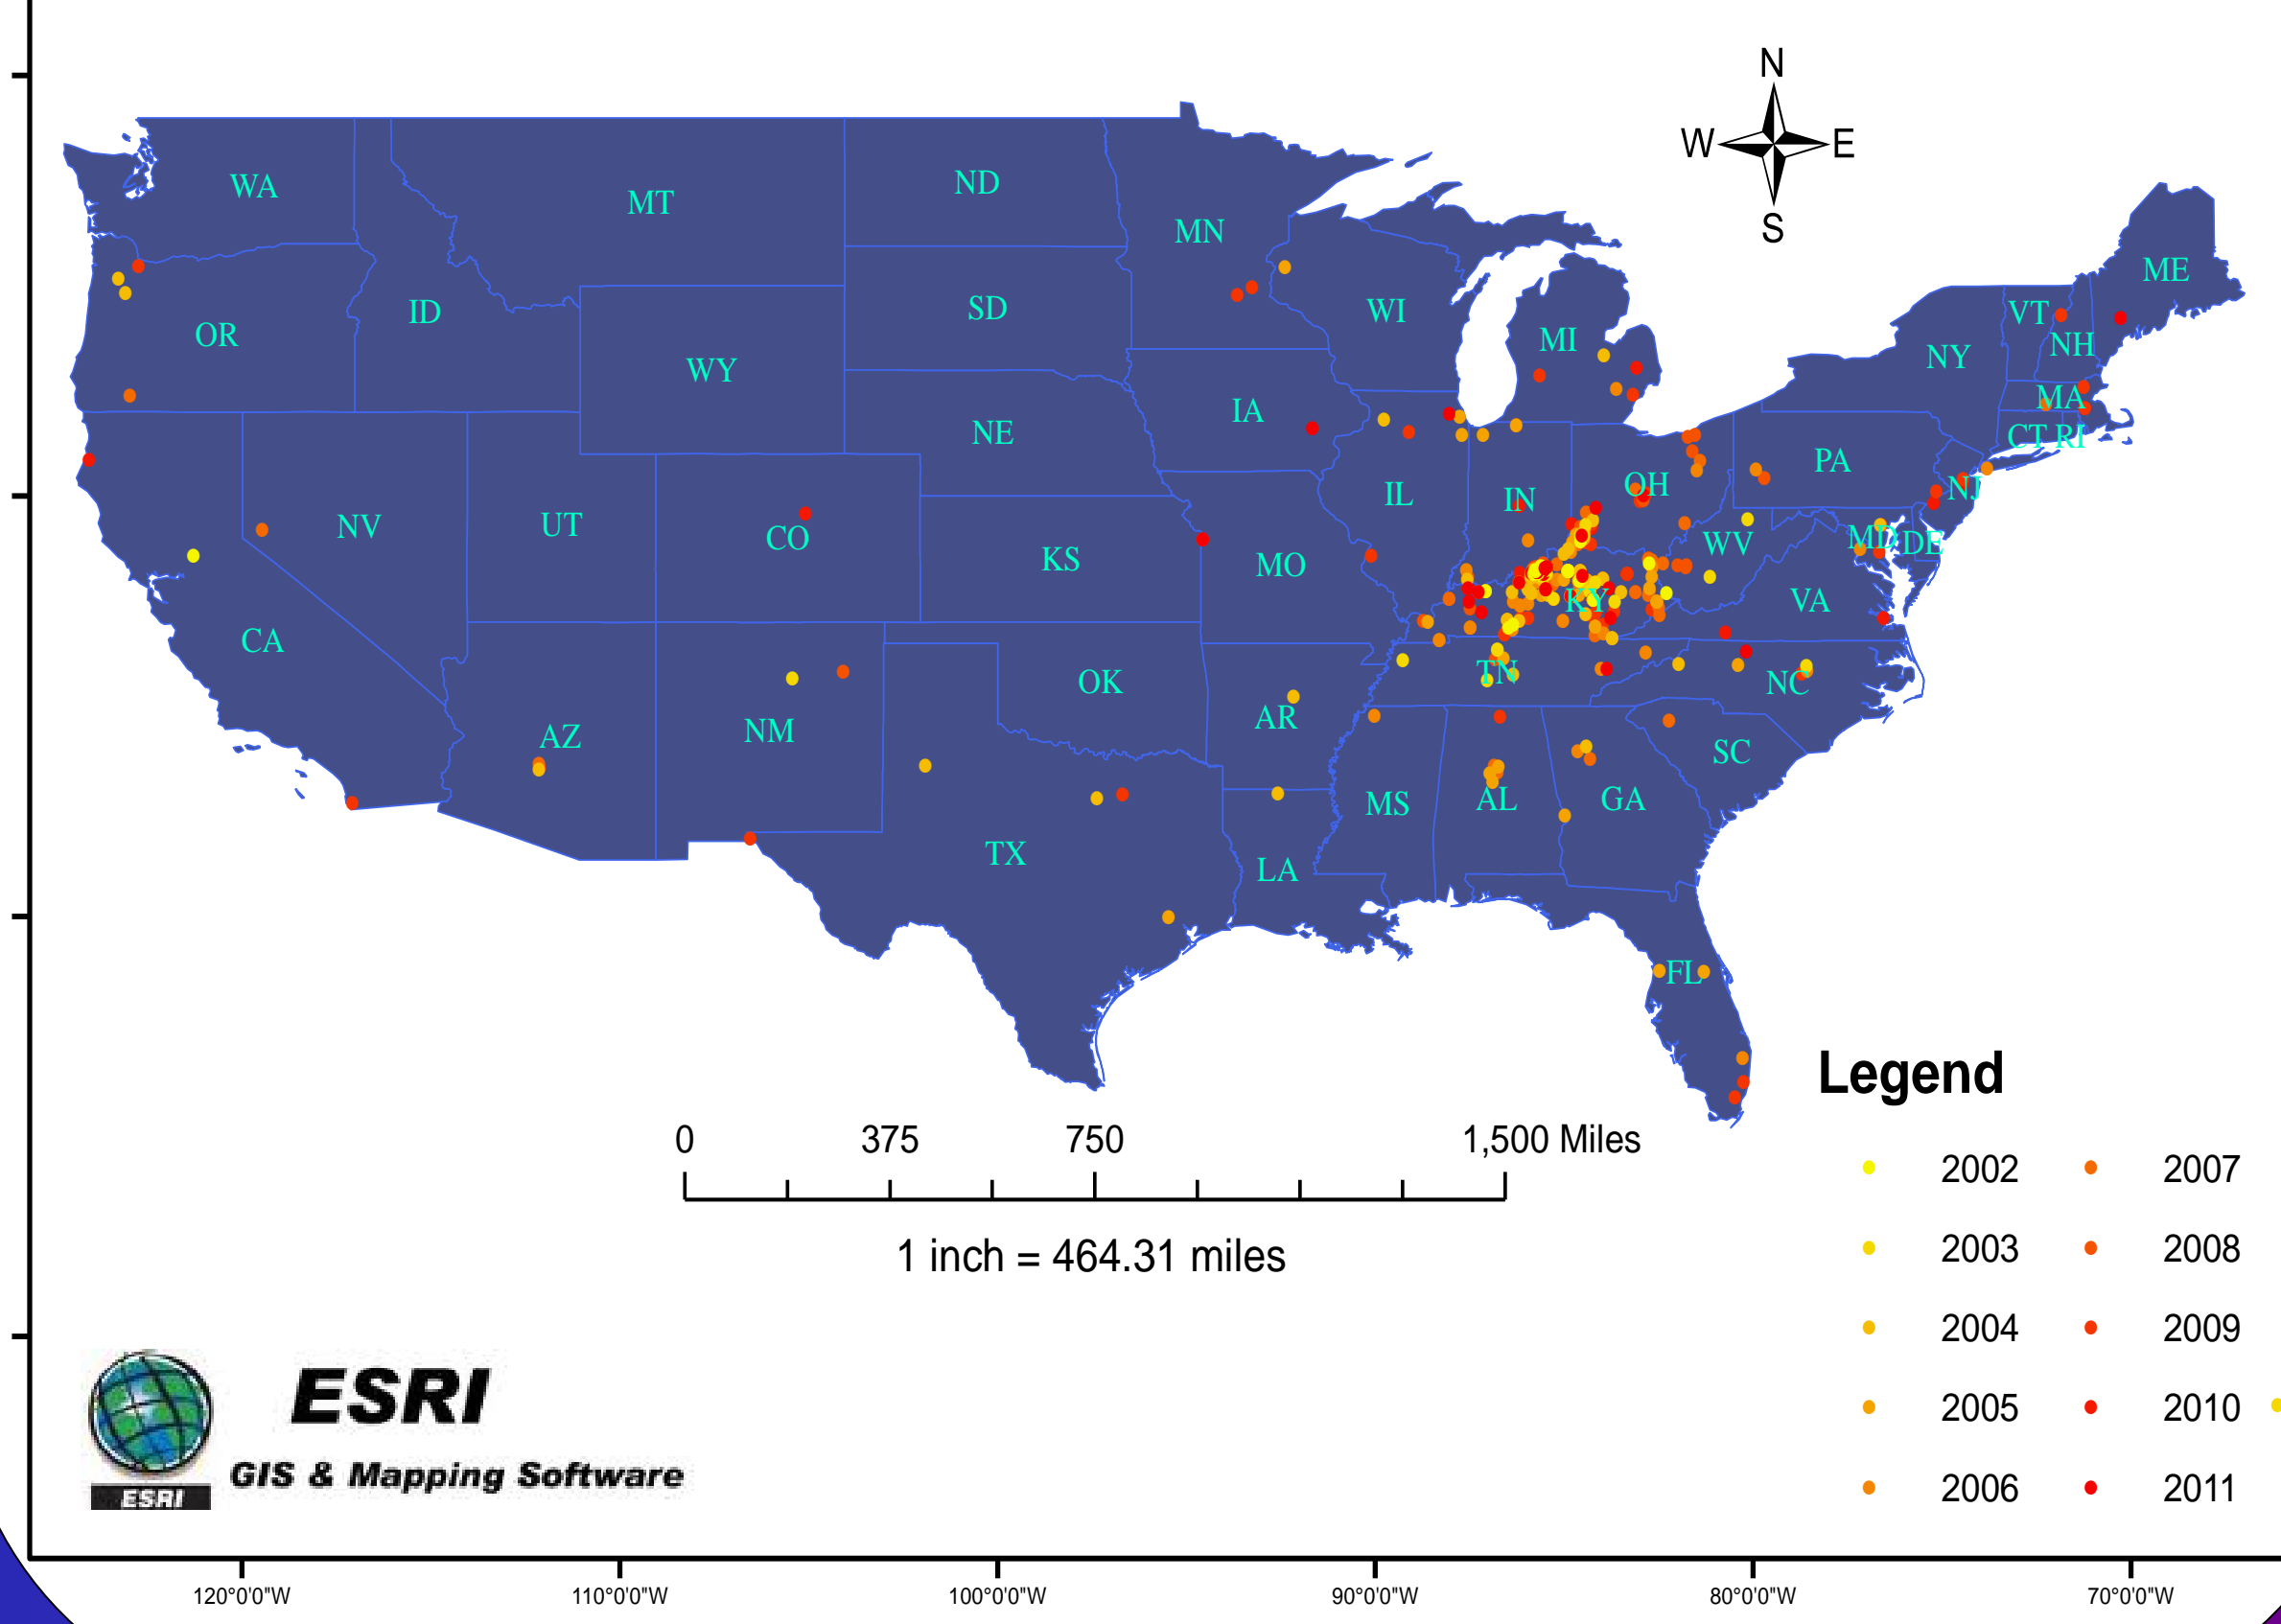 N
W E
S
WA
MT
ND
MN
ME
ID
SD
WI
VT
OR
MI
NH
NY
WY
IA
MA
NE
CT RI
PA
OH
NJ
IL
IN
NV
UT
CO
KS
MO
WV
MD
DE
CA
KY
VA
OK
TN
NC
AR
NM
AZ
SC
MS
AL
GA
TX
LA
FL
Legend
0 375 750 1,500 Miles
1 inch = 464.31 miles
2002 2007
2003 2008
2004 2009
2005 2010
2006 2011
ESRI
GIS & Mapping Software
ESRI
120°0'0"W 110°0'0"W 100°0'0"W 90°0'0"W 80°0'0"W 70°0'0"W